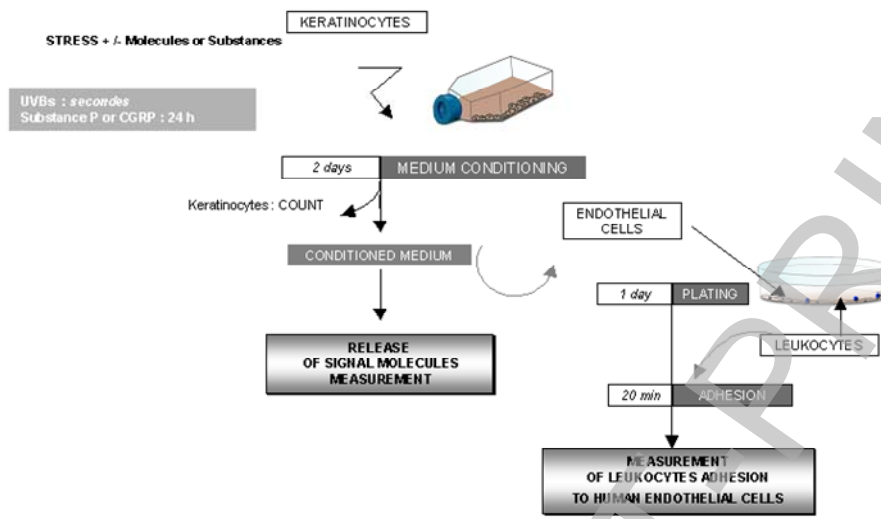 KERATINOCYTES
STRESS + /- Molecules or Substances
UVBs : secondes
Substance P or CGRP : 24 h
2 days
MEDIUM CONDITIONING
Keratinocytes : COUNT
ENDOTHELIAL
CELLS
CONDITIONED MEDIUM
1 day
PLATING
LEUKOCYTES
RELEASE
OF SIGNAL MOLECULES
MEASUREMENT
20 min
ADHESION
MEASUREMENT
OF LEUKOCYTES ADHESION
TO HUMAN ENDOTHELIAL CELLS